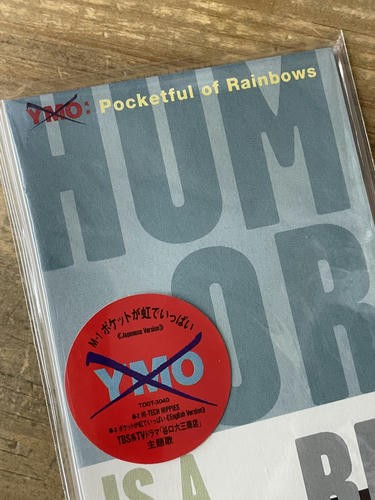 YMO: Pocketful of Rainbows
HUM
OR
IS A
M-1 ポケットが虹でいっぱい
《Japanese Version》
YMO
TODT-3040
M-2 HI-TECH HIPPIES
M-3 ポケットが虹でいっぱい《English Version》
TBS系TVドラマ「谷口六三商店」
主題歌